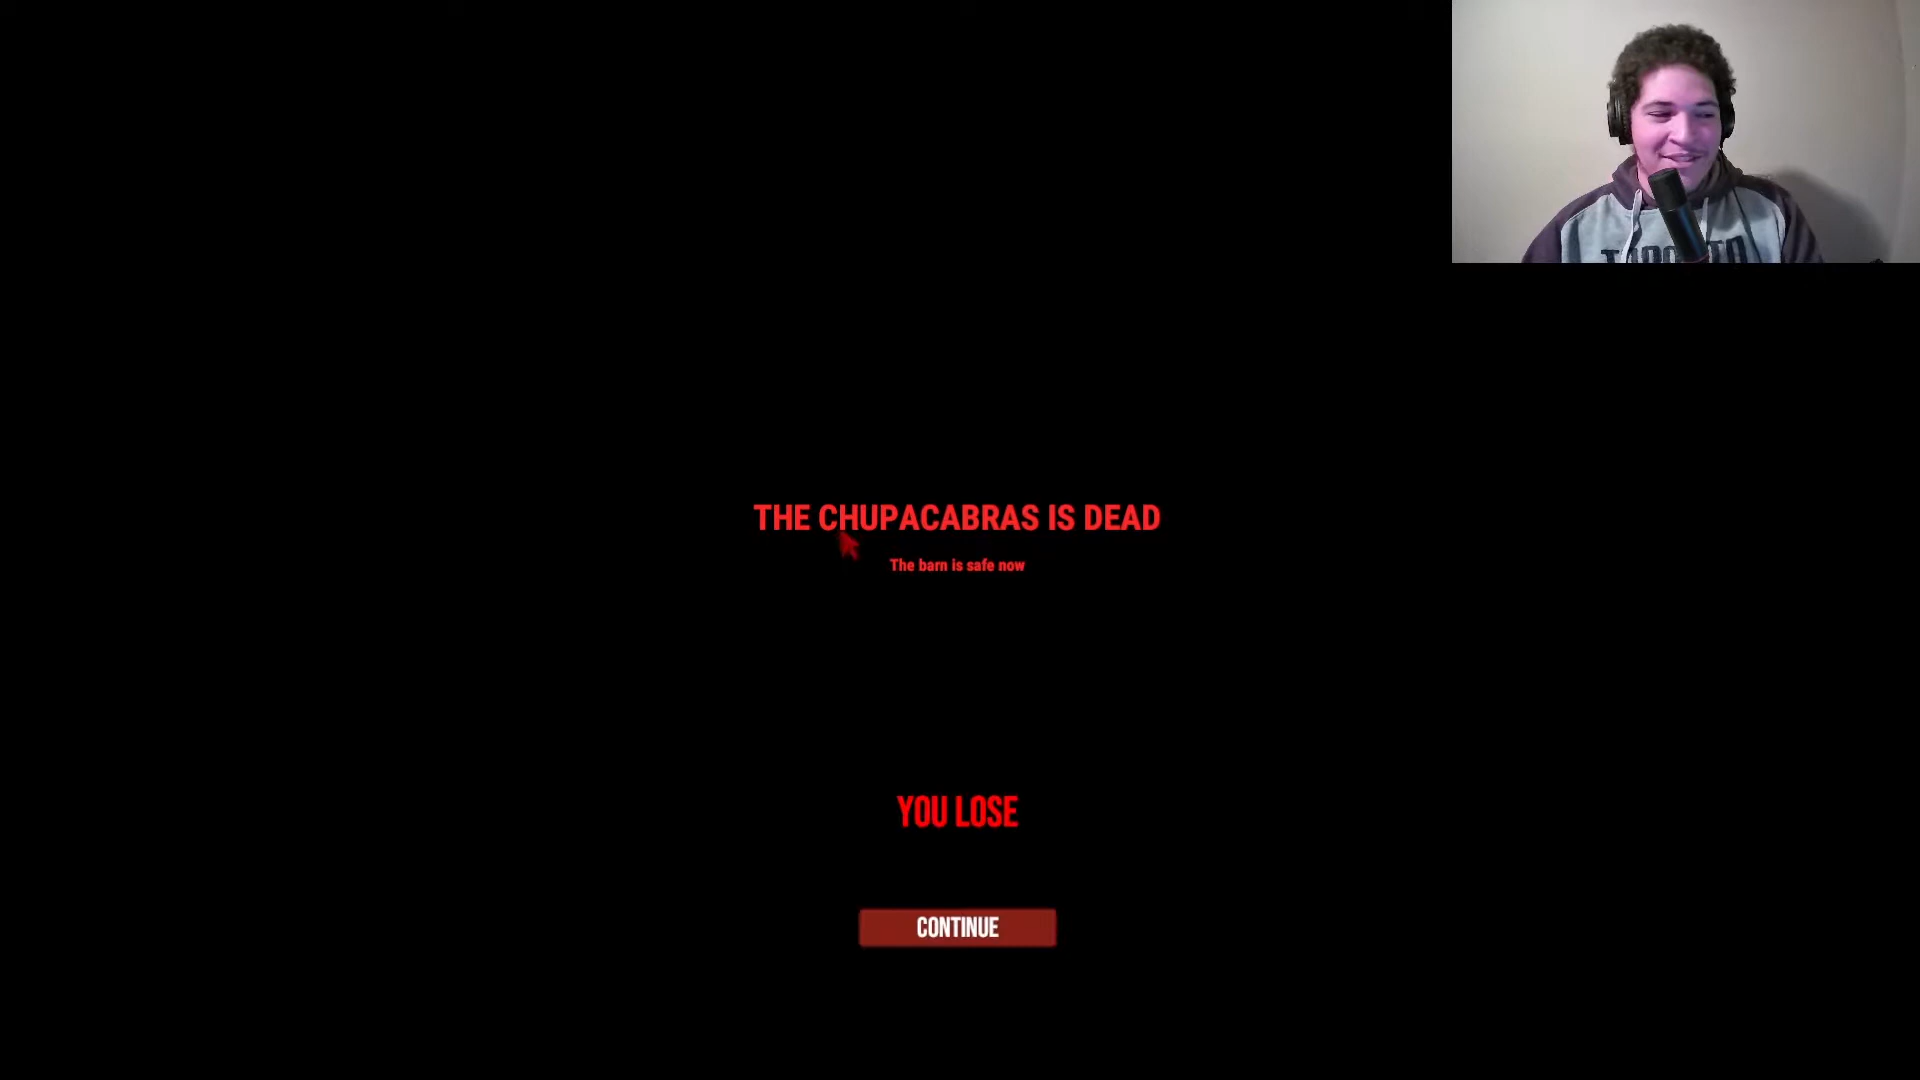 THE CHUPACABRAS IS DEAD
The barn is safe now
YOU LOSE
CONTINUE